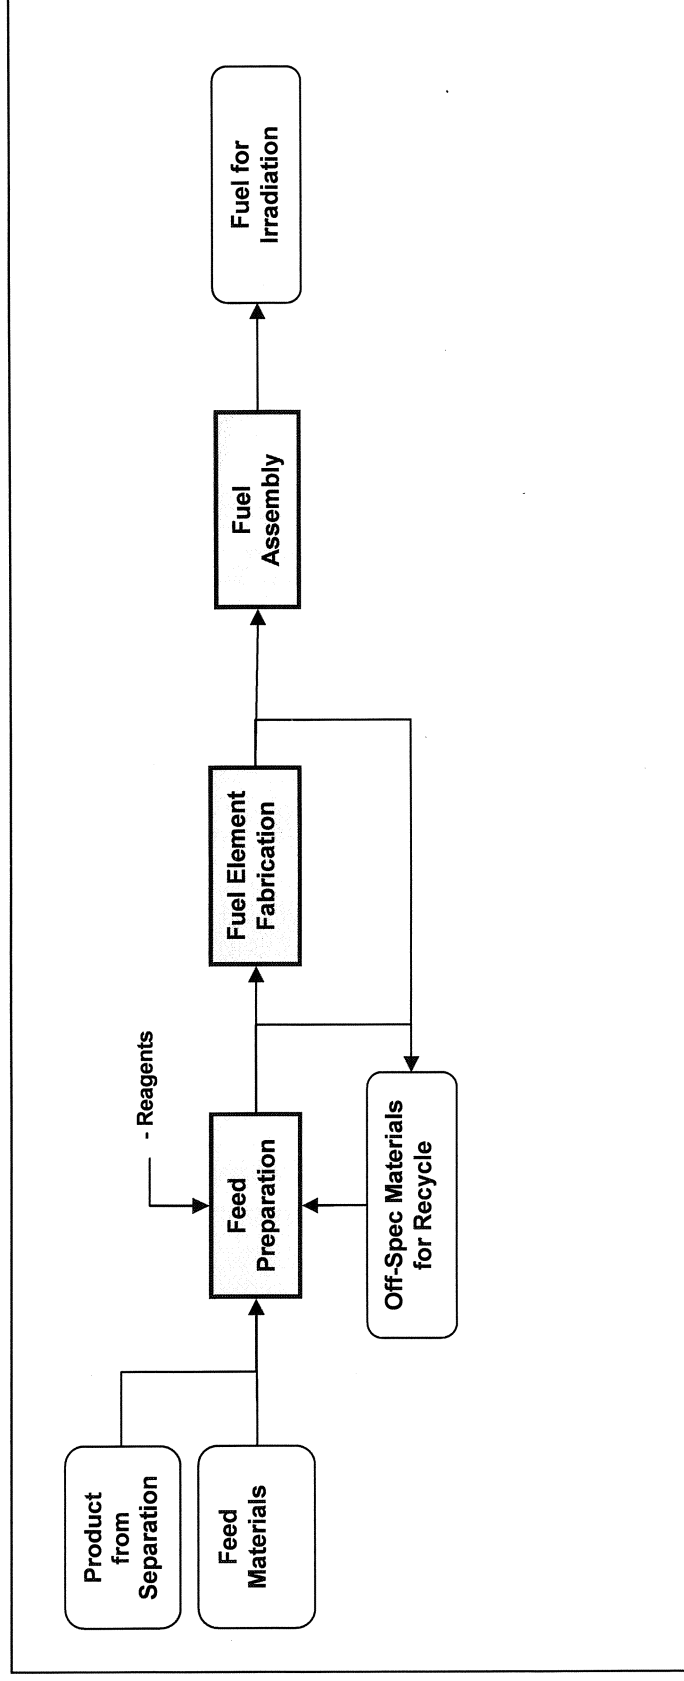 Product
from
Separation
Feed
Materials
- Reagents
Feed
Preparation
Off-Spec Materials
for Recycle
Fuel Element
Fabrication
Fuel
Assembly
Fuel for
Irradiation